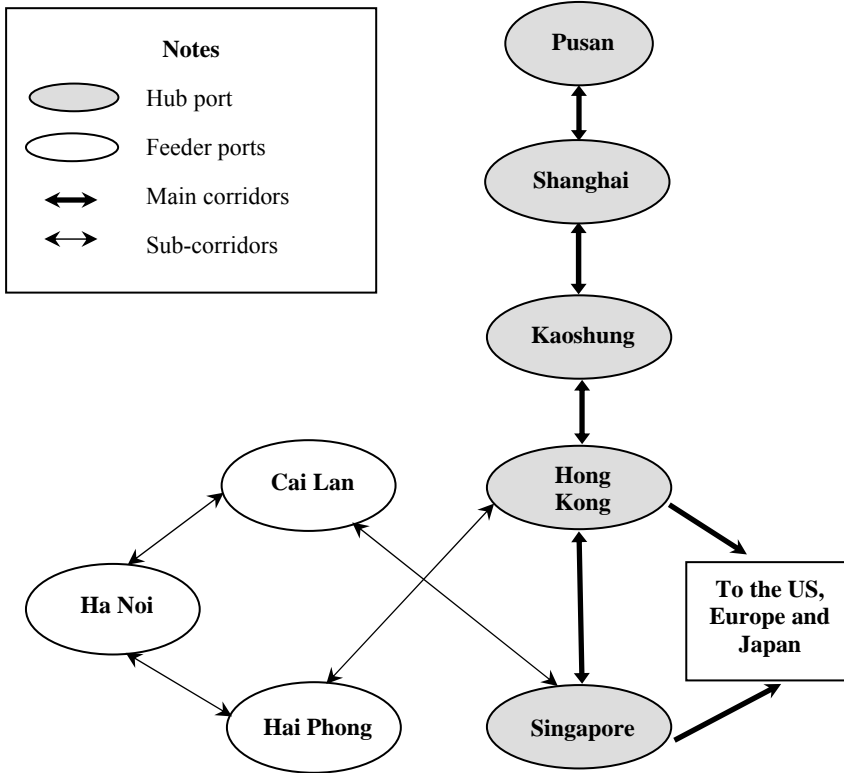 Notes
Hub port
Feeder ports
Main corridors
Sub-corridors
Pusan
Shanghai
Kaoshung
Hong
Kong
Cai Lan
Ha Noi
Hai Phong
Singapore
To the US,
Europe and
Japan